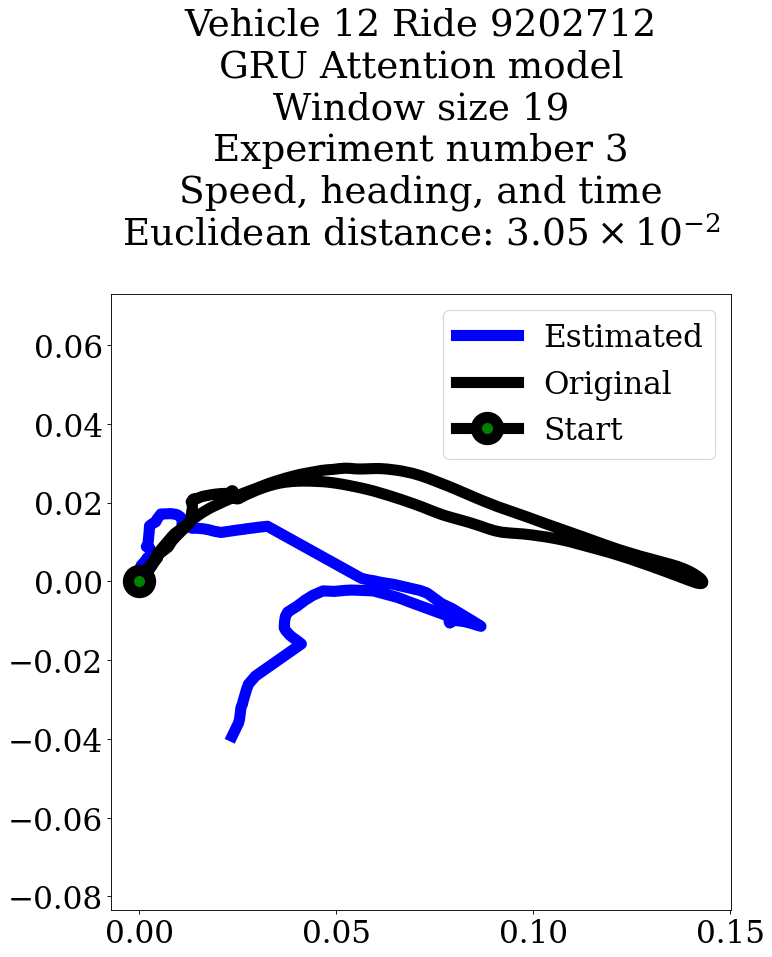 Vehicle 12 Ride 9202712
GRU Attention model
Window size 19
Experiment number 3
Speed, heading, and time
Euclidean distance: 3.05 × 10⁻²
Estimated
Original
Start
0.06
0.04
0.02
0.00
−0.02
−0.04
−0.06
−0.08
0.00 0.05 0.10 0.15